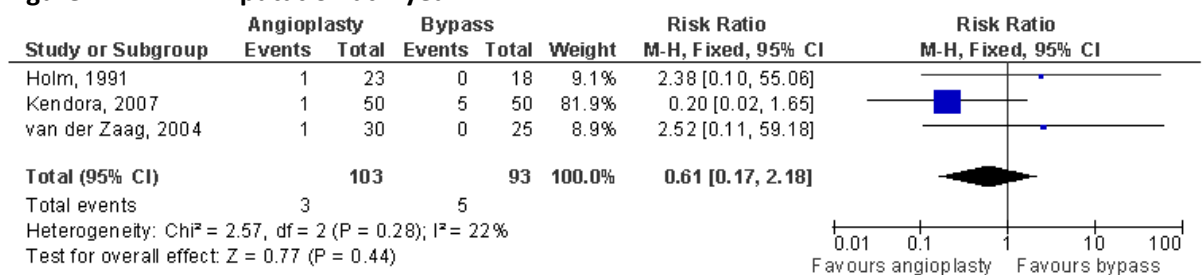 Angioplasty Bypass Risk Ratio Risk Ratio
Study or Subgroup Events Total Events Total Weight M-H, Fixed, 95% CI M-H, Fixed, 95% CI
Holm, 1991 1 23 0 18 9.1% 2.38 [0.10, 55.06]
Kendora, 2007 1 50 5 50 81.9% 0.20 [0.02, 1.65]
van der Zaag, 2004 1 30 0 25 8.9% 2.52 [0.11, 59.18]
Total (95% CI) 103 93 100.0% 0.61 [0.17, 2.18]
Total events 3 5
Heterogeneity: Chi² = 2.57, df = 2 (P = 0.28); I² = 22%
Test for overall effect: Z = 0.77 (P = 0.44)
0.01 0.1 1 10 100
Favours angioplasty Favours bypass